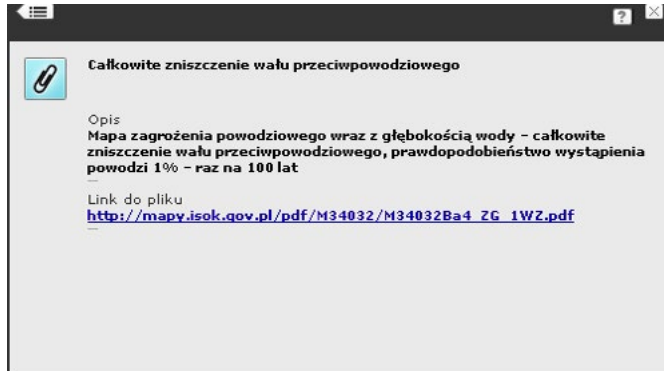 ?
Całkowite zniszczenie wału przeciwpowodziowego
Opis
Mapa zagrożenia powodziowego wraz z głębokością wody – całkowite
zniszczenie wału przeciwpowodziowego, prawdopodobieństwo wystąpienia
powodzi 1% – raz na 100 lat
Link do pliku
http://mapy.isok.gov.pl/pdf/M34032/M34032Ba4_ZG_1WZ.pdf